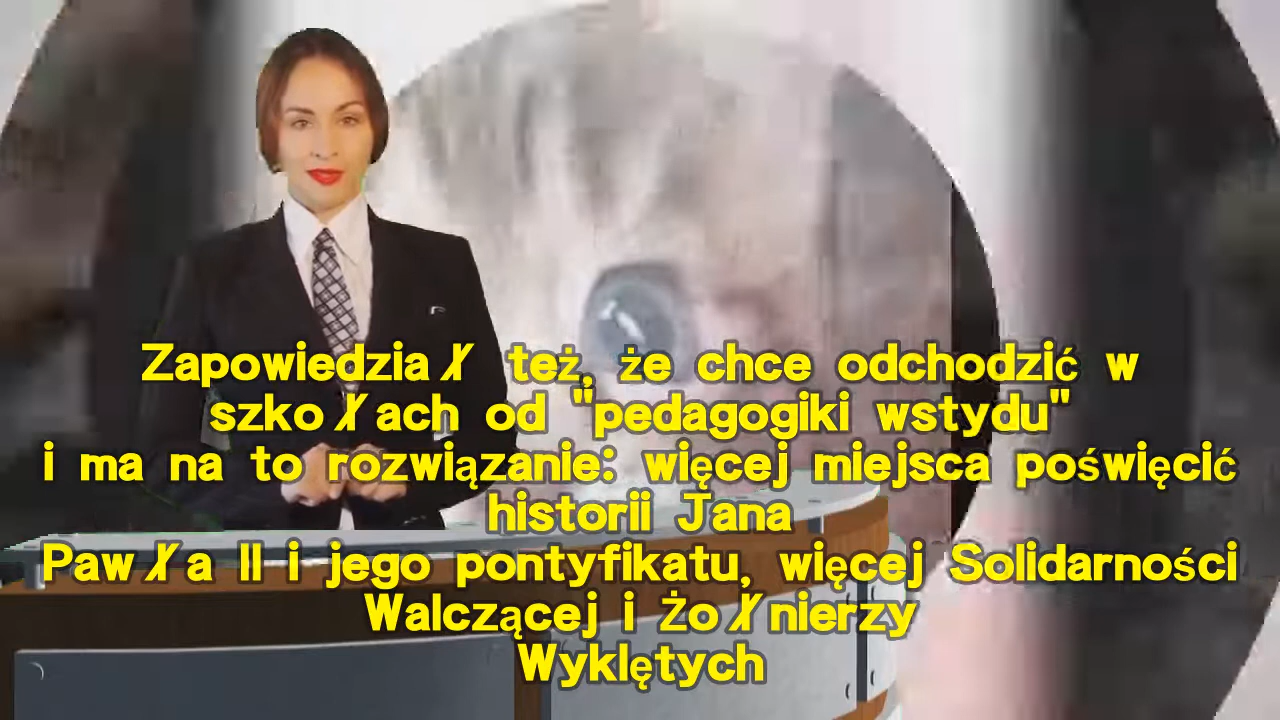 Zapowiedział też, że chce odchodzić w
szkołach od "pedagogiki wstydu"
i ma na to rozwiązanie: więcej miejsca poświęcić
historii Jana
Pawła II i jego pontyfikatu, więcej Solidarności
Walczącej i Żołnierzy
Wyklętych